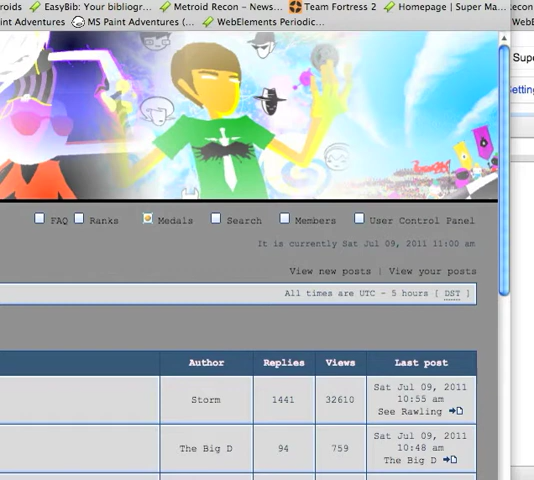 roids EasyBib: Your bibliogr... Metroid Recon – News... Team Fortress 2 Homepage | Super Ma...
int Adventures ... MS Paint Adventures (... WebElements Periodic...
econ
WebE
Supe
etting
FAQ Ranks Medals Search Members User Control Panel
It is currently Sat Jul 09, 2011 11:00 am
View new posts | View your posts
All times are UTC - 5 hours [ DST ]
Author Replies Views Last post
Storm 1441 32610 Sat Jul 09, 2011
10:55 am
See Rawling
The Big D 94 759 Sat Jul 09, 2011
10:48 am
The Big D